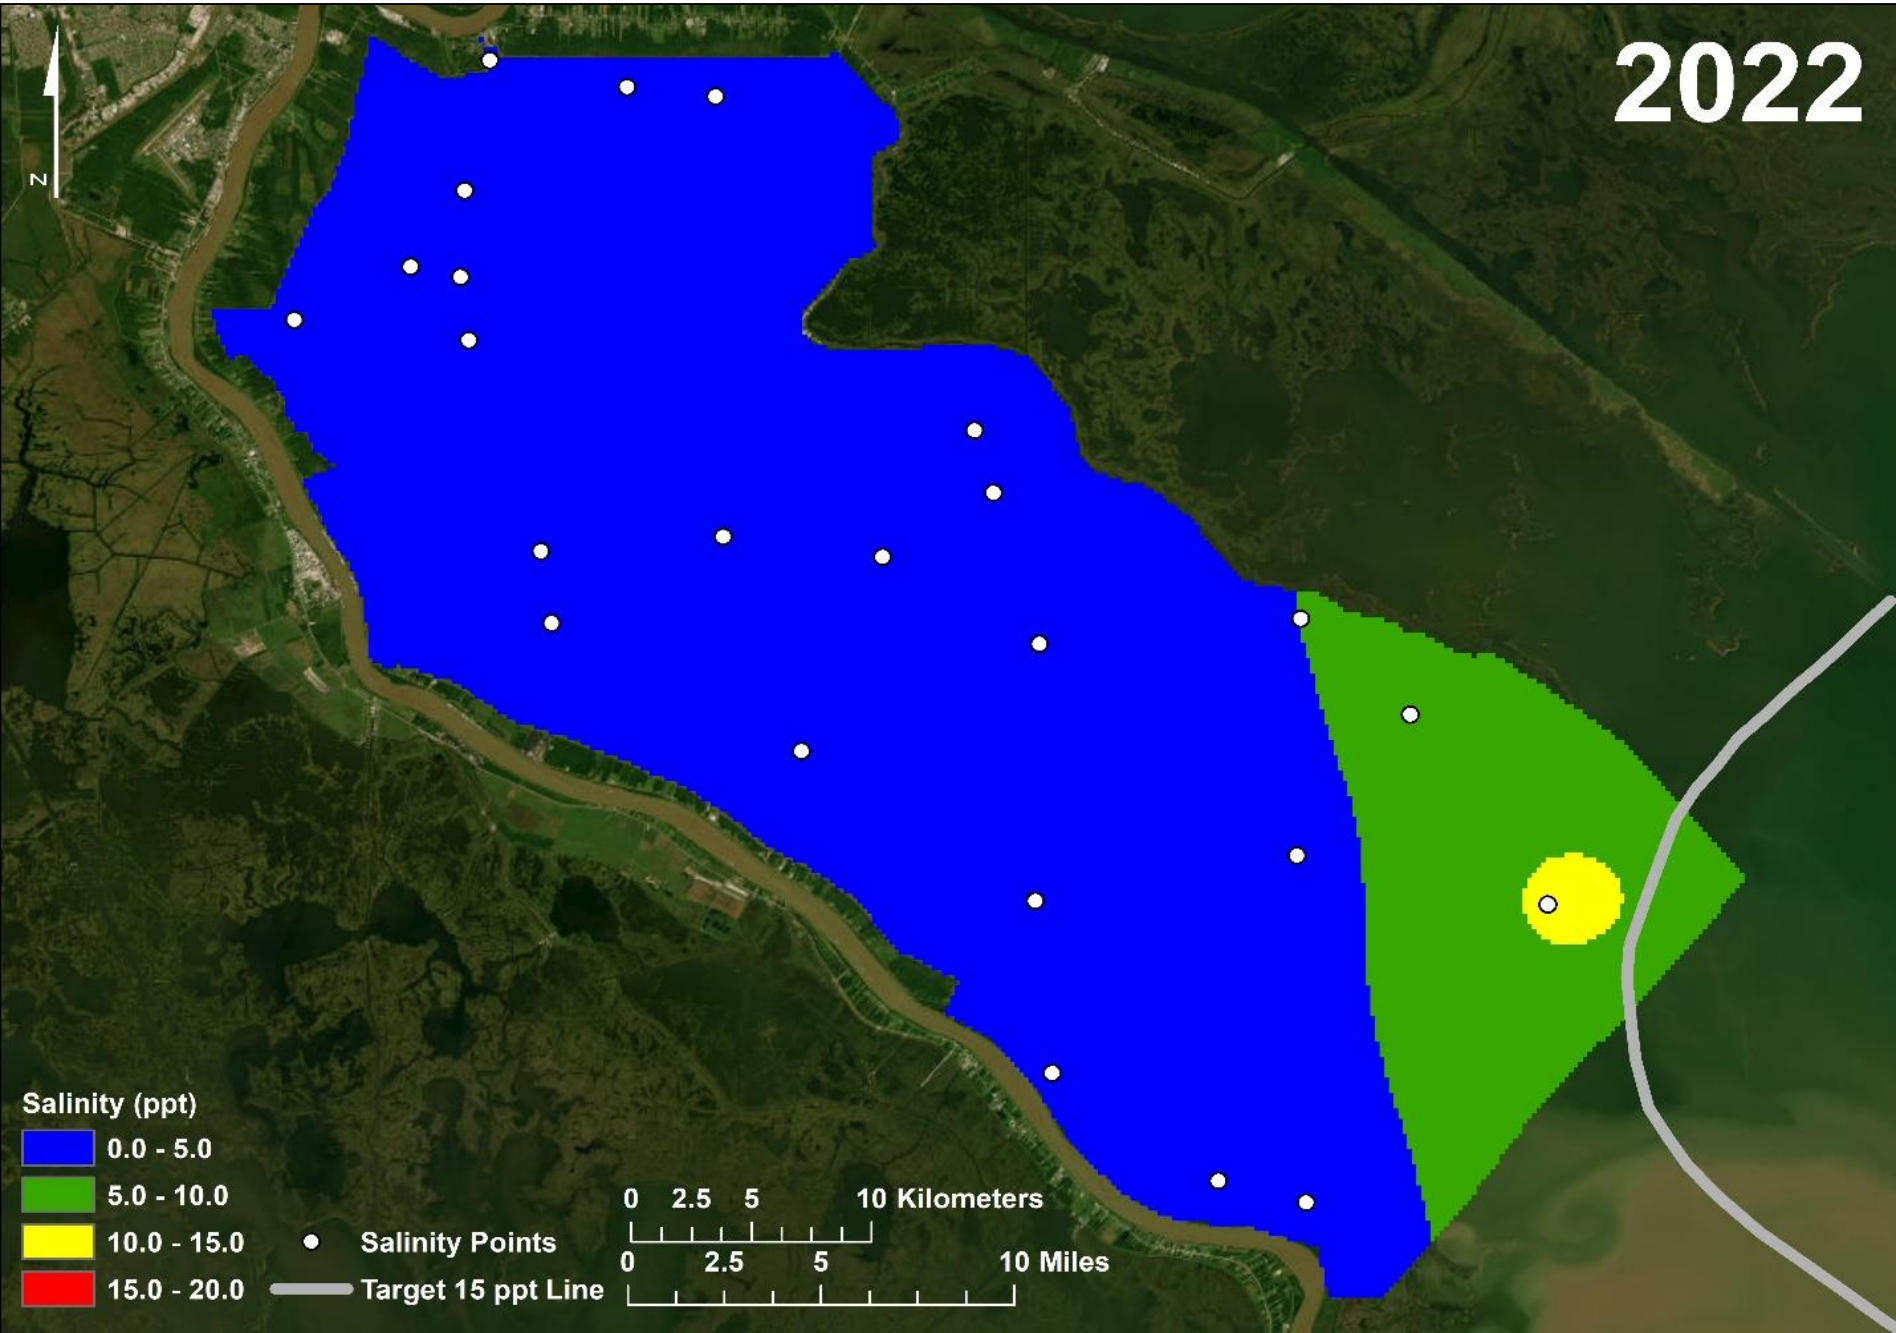 2022
N
Salinity (ppt)
0.0 - 5.0
5.0 - 10.0
10.0 - 15.0
15.0 - 20.0
Salinity Points
Target 15 ppt Line
0 2.5 5 10 Kilometers
0 2.5 5 10 Miles